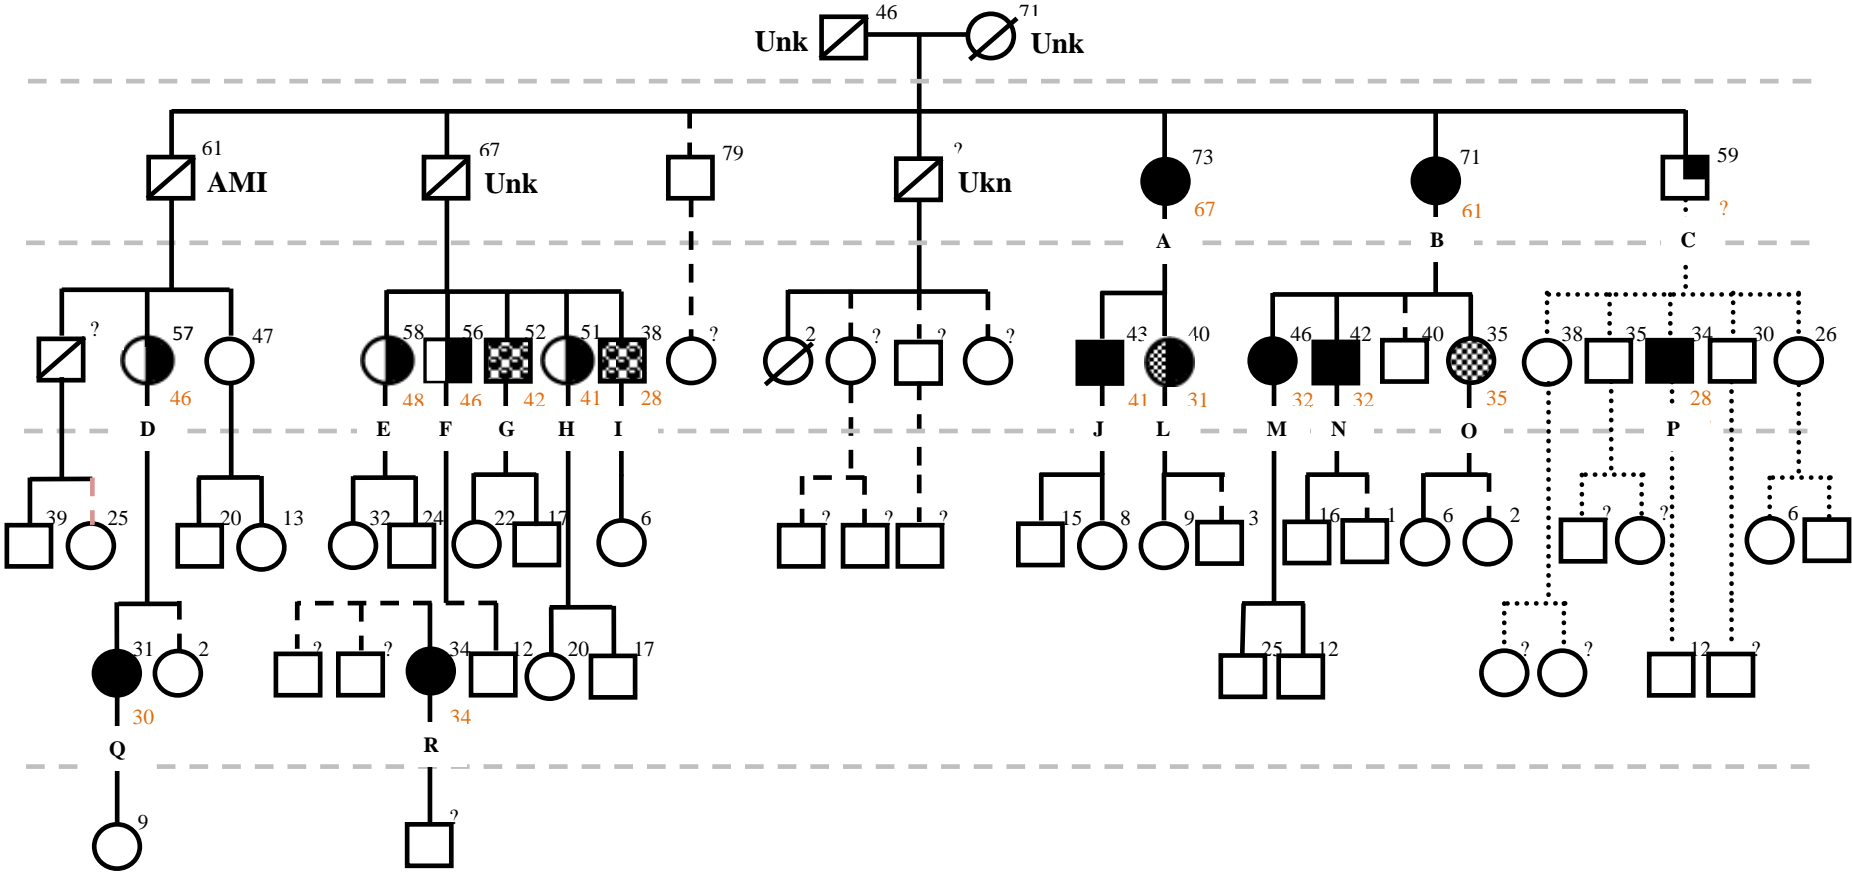 46 71
Unk Unk
61 67 79 ? 73 71 59
AMI Unk Ukn
67 61 ?
A B C
? 57 47 58 56 52 51 38 ? 2 ? ? ? 43 40 46 42 40 35 38 35 34 30 26
46 48 46 42 41 28 41 31 32 32 35 28
D E F G H I J L M N O P
39 25 20 13 32 24 22 17 6 ? ? ? 15 8 9 3 16 1 6 2 ? ? 6
31 2 ? ? 34 12 20 17 25 12 ? ? 12 ?
30 34
Q R
9 ?